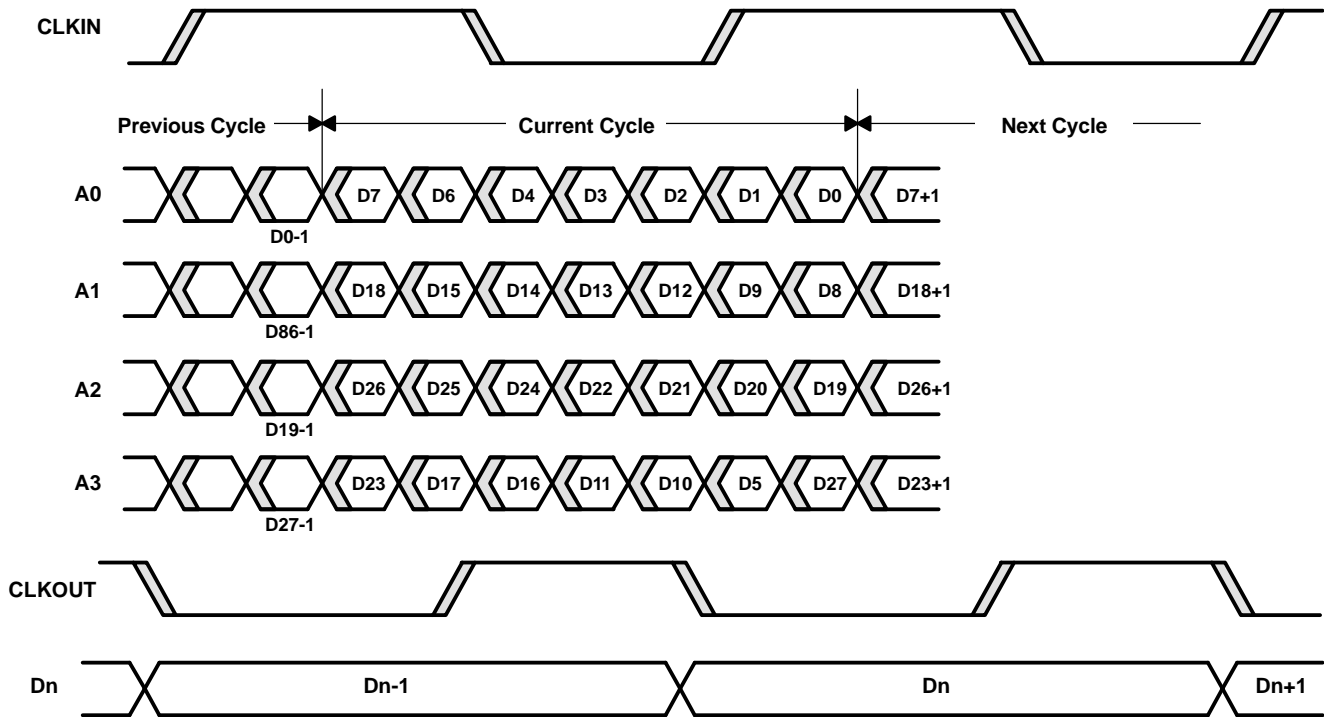 CLKIN
Previous Cycle Current Cycle Next Cycle
A0 D7 D6 D4 D3 D2 D1 D0 D7+1
D0-1
A1 D18 D15 D14 D13 D12 D9 D8 D18+1
D86-1
A2 D26 D25 D24 D22 D21 D20 D19 D26+1
D19-1
A3 D23 D17 D16 D11 D10 D5 D27 D23+1
D27-1
CLKOUT
Dn Dn-1 Dn Dn+1